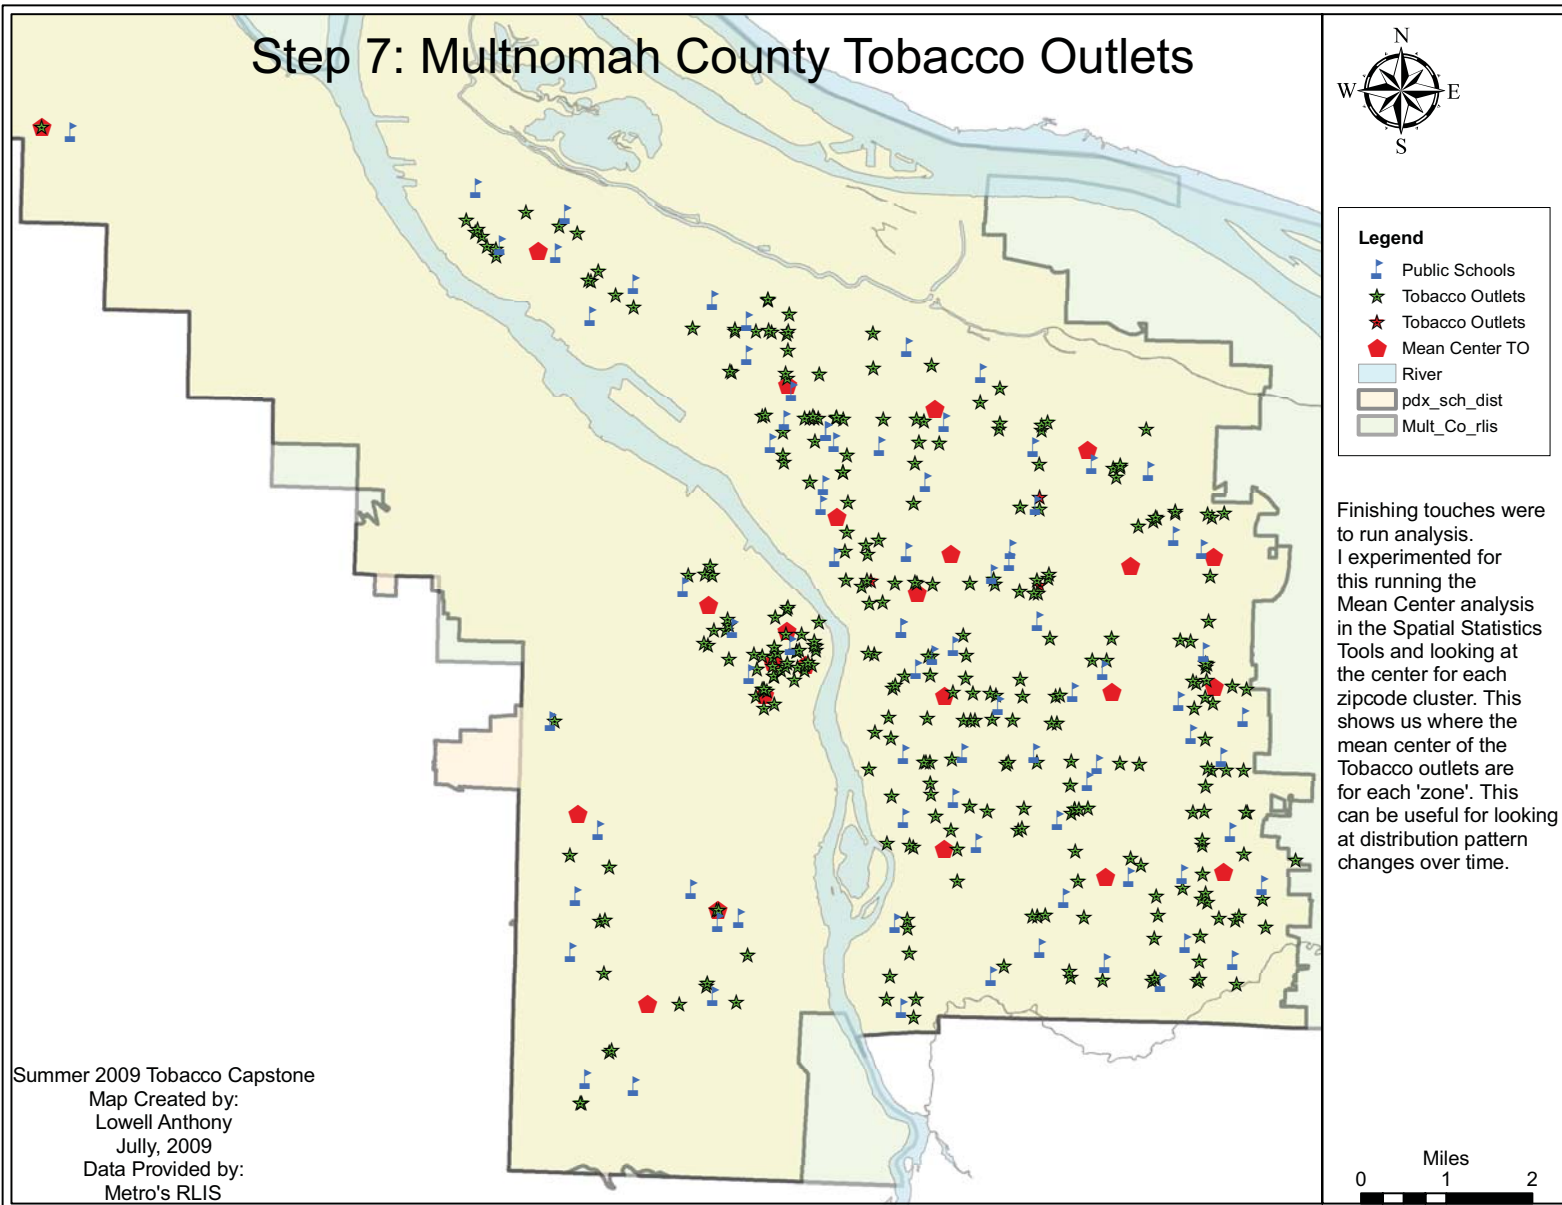 Step 7: Multnomah County Tobacco Outlets
N
W
E
S
Legend
Public Schools
Tobacco Outlets
Tobacco Outlets
Mean Center TO
River
pdx_sch_dist
Mult_Co_rlis
Finishing touches were
to run analysis.
I experimented for
this running the
Mean Center analysis
in the Spatial Statistics
Tools and looking at
the center for each
zipcode cluster. This
shows us where the
mean center of the
Tobacco outlets are
for each 'zone'. This
can be useful for looking
at distribution pattern
changes over time.
Summer 2009 Tobacco Capstone
Map Created by:
Lowell Anthony
Jully, 2009
Data Provided by:
Metro's RLIS
Miles
0 1 2